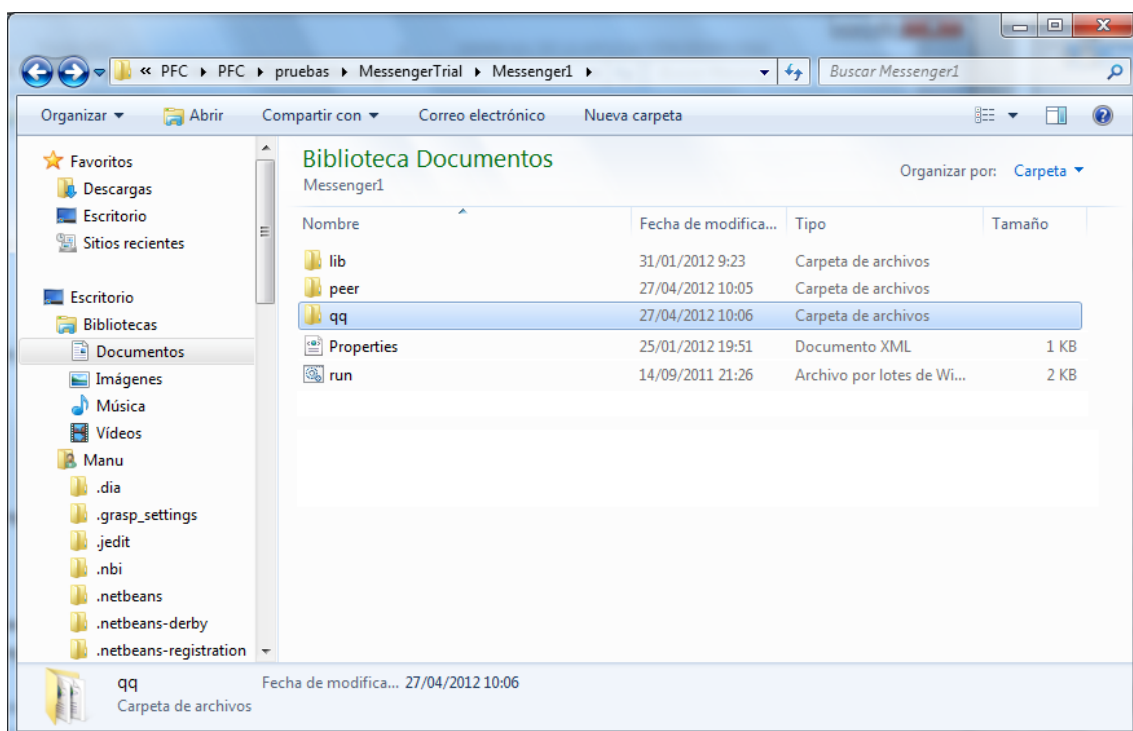 « PFC ▸ PFC ▸ pruebas ▸ MessengerTrial ▸ Messenger1 ▸
Buscar Messenger1
Organizar Abrir Compartir con Correo electrónico Nueva carpeta
Favoritos
Descargas
Escritorio
Sitios recientes
Escritorio
Bibliotecas
Documentos
Imágenes
Música
Vídeos
Manu
.dia
.grasp_settings
.jedit
.nbi
.netbeans
.netbeans-derby
.netbeans-registration
Biblioteca Documentos
Messenger1
Organizar por: Carpeta
Nombre Fecha de modifica... Tipo Tamaño
lib 31/01/2012 9:23 Carpeta de archivos
peer 27/04/2012 10:05 Carpeta de archivos
qq 27/04/2012 10:06 Carpeta de archivos
Properties 25/01/2012 19:51 Documento XML 1 KB
run 14/09/2011 21:26 Archivo por lotes de Wi... 2 KB
qq Fecha de modifica... 27/04/2012 10:06
Carpeta de archivos